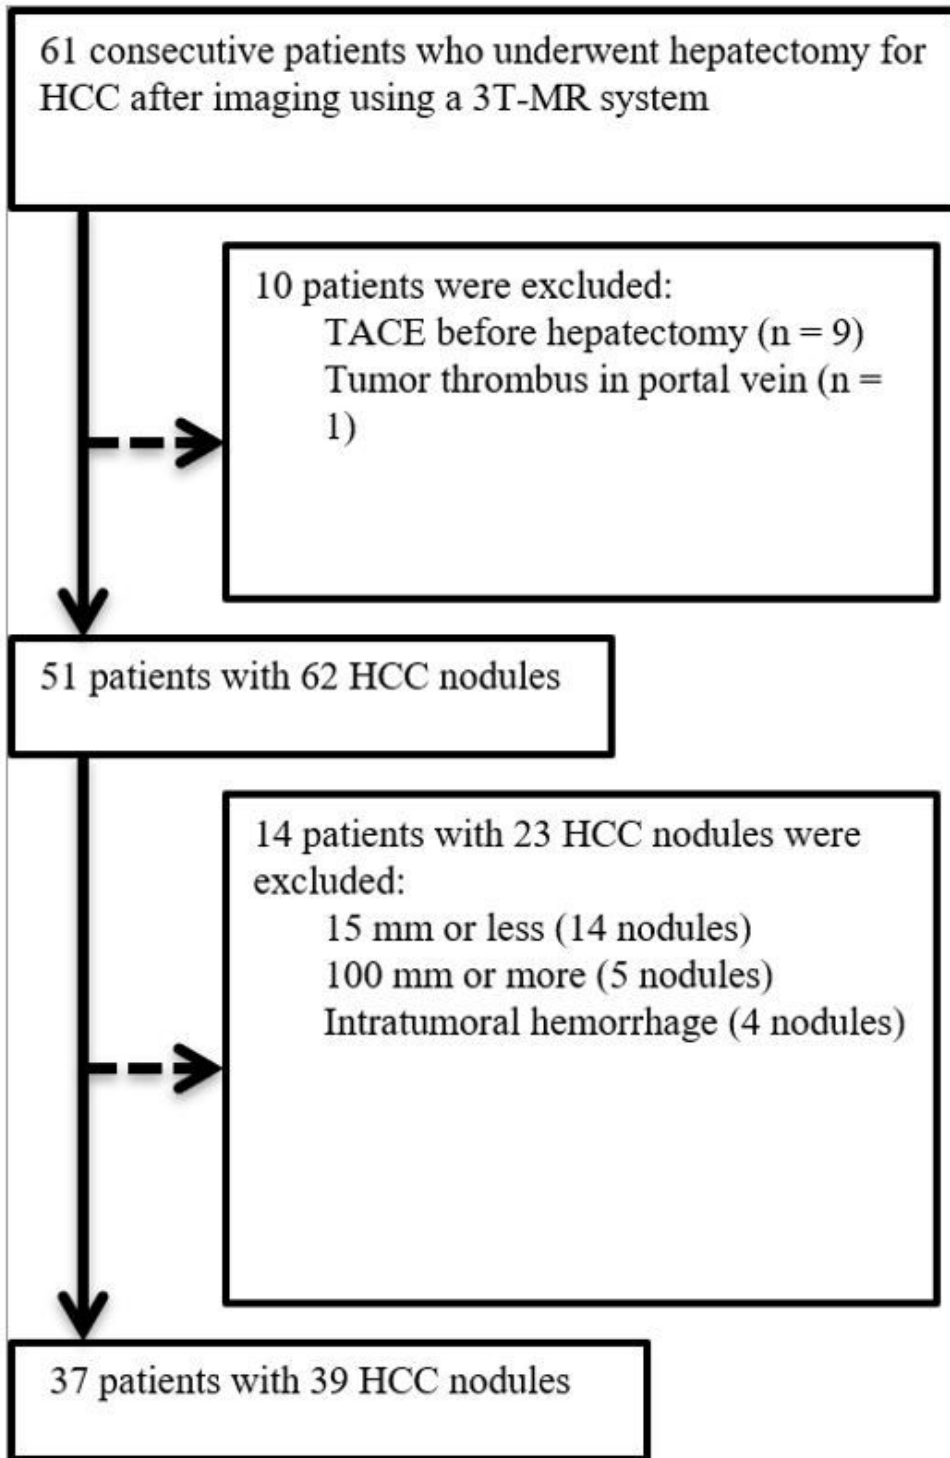 61 consecutive patients who underwent hepatectomy for
HCC after imaging using a 3T-MR system
10 patients were excluded:
TACE before hepatectomy (n = 9)
Tumor thrombus in portal vein (n =
1)
51 patients with 62 HCC nodules
14 patients with 23 HCC nodules were
excluded:
15 mm or less (14 nodules)
100 mm or more (5 nodules)
Intratumoral hemorrhage (4 nodules)
37 patients with 39 HCC nodules